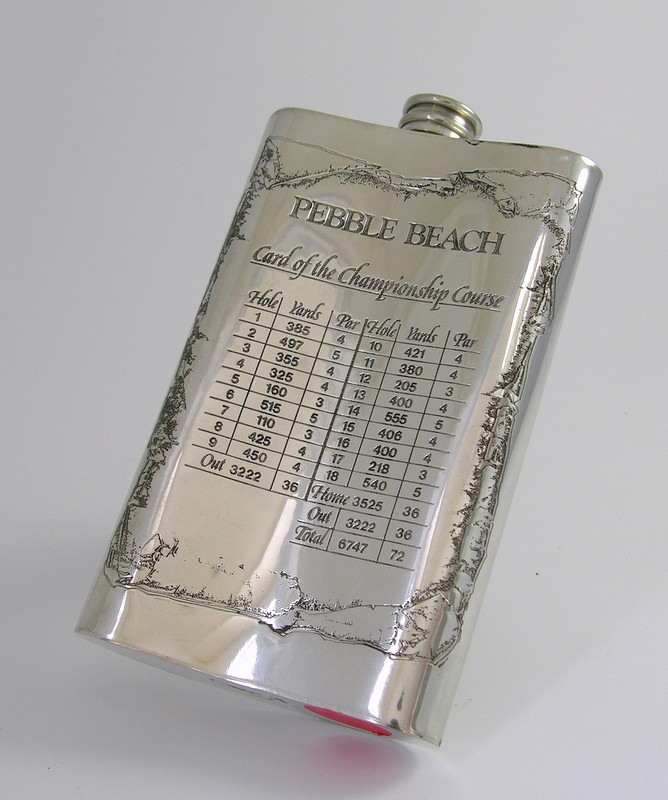 PEBBLE BEACH
Card of the Championship Course
Hole Yards Par Hole Yards Par
1 385 4 10 421 4
2 497 5 11 380 4
3 355 4 12 205 3
4 325 4 13 400 4
5 160 3 14 555 5
6 515 5 15 406 4
7 110 3 16 400 4
8 425 4 17 218 3
9 450 4 18 540 5
Out 3222 36 Home 3525 36
Out 3222 36
Total 6747 72